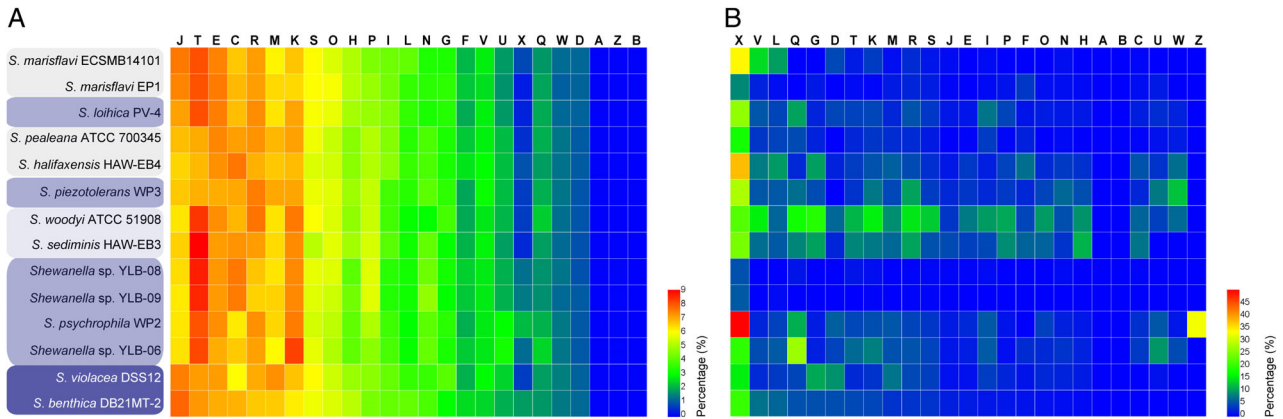 A
B
J T E C R M K S O H P I L N G F V U X Q W D A Z B
X V L Q G D T K M R S J E I P F O N H A B C U W Z
S. marisflavi ECSMB14101
S. marisflavi EP1
S. loihica PV-4
S. pealeana ATCC 700345
S. halifaxensis HAW-EB4
S. piezotolerans WP3
S. woodyi ATCC 51908
S. sediminis HAW-EB3
Shewanella sp. YLB-08
Shewanella sp. YLB-09
S. psychrophila WP2
Shewanella sp. YLB-06
S. violacea DSS12
S. benthica DB21MT-2
9
8
7
6
5
4
3
2
1
0
Percentage (%)
45
40
35
30
25
20
15
10
5
0
Percentage (%)